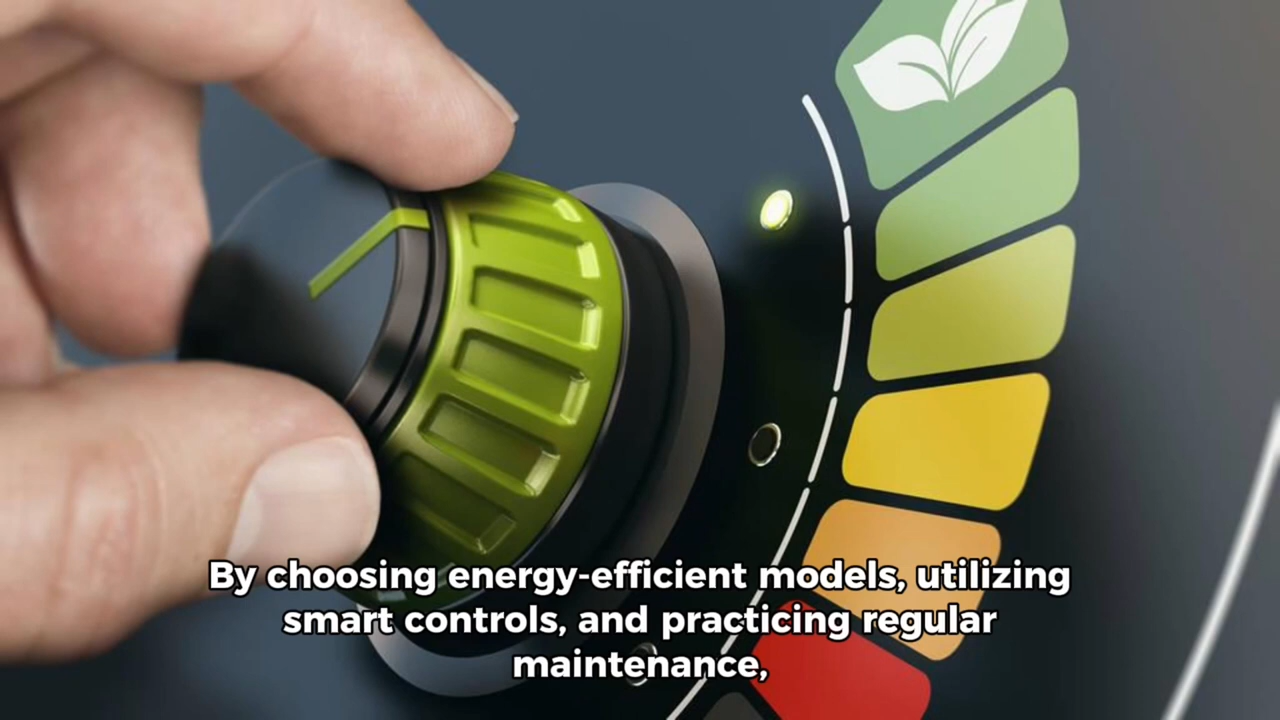 By choosing energy-efficient models, utilizing
smart controls, and practicing regular
maintenance,